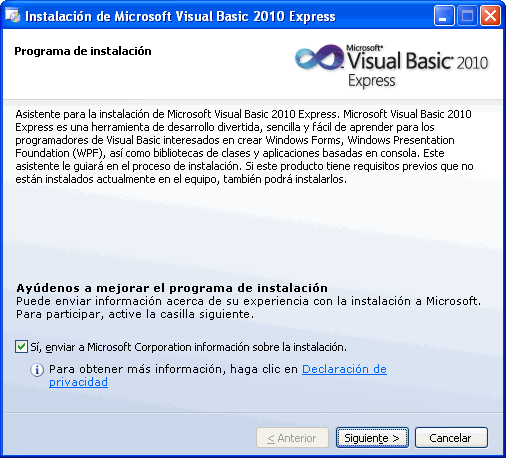 Instalación de Microsoft Visual Basic 2010 Express
Programa de instalación
Microsoft®
Visual Basic® 2010
Express
Asistente para la instalación de Microsoft Visual Basic 2010 Express. Microsoft Visual Basic 2010
Express es una herramienta de desarrollo divertida, sencilla y fácil de aprender para los
programadores de Visual Basic interesados en crear Windows Forms, Windows Presentation
Foundation (WPF), así como bibliotecas de clases y aplicaciones basadas en consola. Este
asistente le guiará en el proceso de instalación. Si este producto tiene requisitos previos que no
están instalados actualmente en el equipo, también podrá instalarlos.
Ayúdenos a mejorar el programa de instalación
Puede enviar información acerca de su experiencia con la instalación a Microsoft.
Para participar, active la casilla siguiente.
Sí, enviar a Microsoft Corporation información sobre la instalación.
Para obtener más información, haga clic en Declaración de
privacidad
< Anterior Siguiente > Cancelar